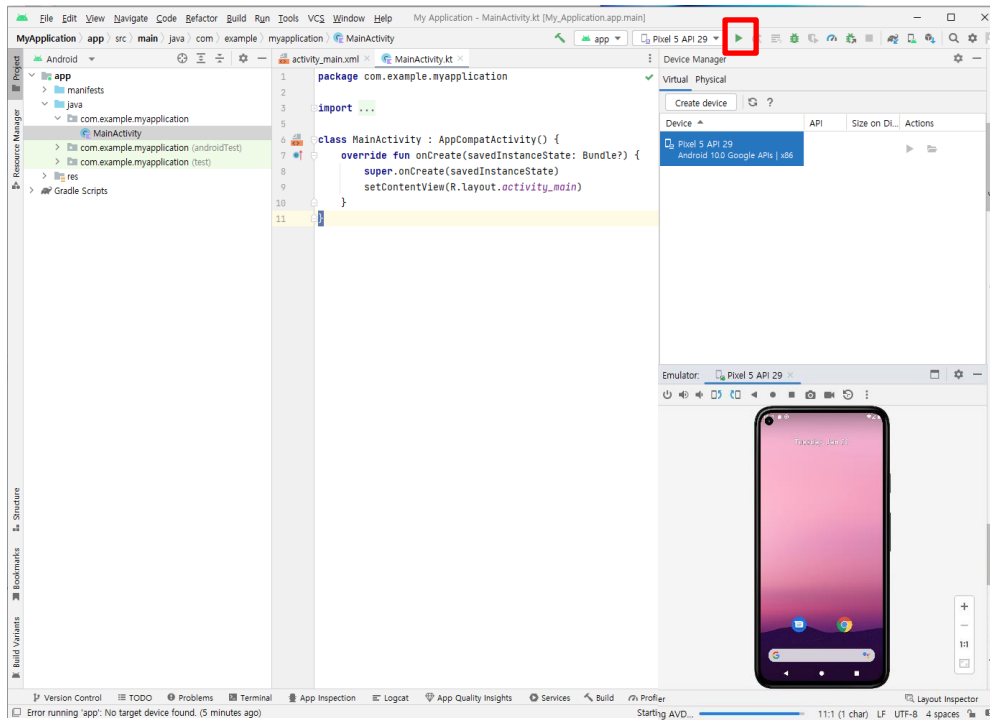 File Edit View Navigate Code Refactor Build Run Tools VCS Window Help My Application - MainActivity.kt [My_Application.app.main]
MyApplication app src main java com example myapplication MainActivity app Pixel 5 API 29
Project
Resource Manager
Structure
Bookmarks
Build Variants
Android
app
manifests
java
com.example.myapplication
MainActivity
com.example.myapplication (androidTest)
com.example.myapplication (test)
res
Gradle Scripts
activity_main.xml MainActivity.kt
1 package com.example.myapplication
2
3 import ...
5
6 class MainActivity : AppCompatActivity() {
7 override fun onCreate(savedInstanceState: Bundle?) {
8 super.onCreate(savedInstanceState)
9 setContentView(R.layout.activity_main)
10 }
11 }
Device Manager
Virtual Physical
Create device ?
Device API Size on Di... Actions
Pixel 5 API 29
Android 10.0 Google APIs | x86
Emulator: Pixel 5 API 29
Tuesday, Jan
1:1
Version Control TODO Problems Terminal App Inspection Logcat App Quality Insights Services Build Profiler Layout Inspector
Error running 'app': No target device found. (5 minutes ago) Starting AVD... 11:1 (1 char) LF UTF-8 4 spaces